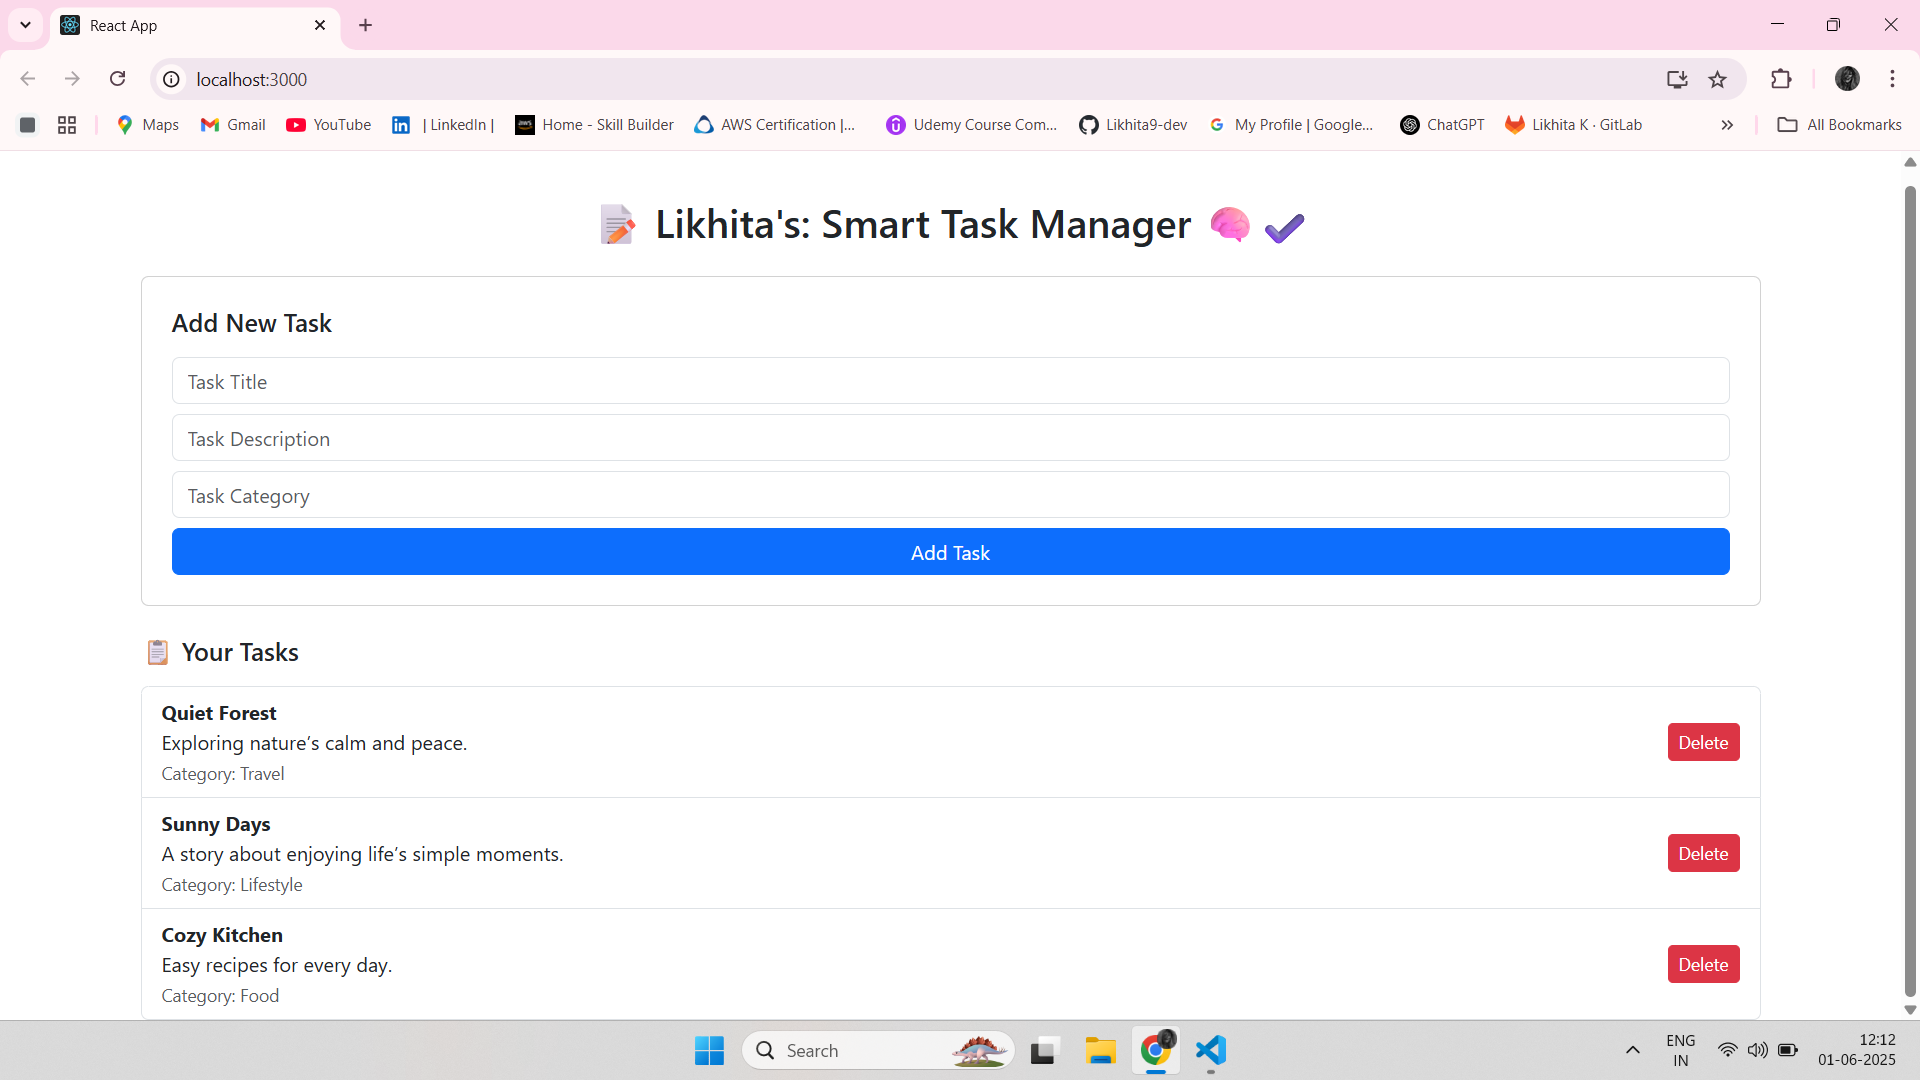 React App
localhost:3000
Maps Gmail YouTube | LinkedIn | Home - Skill Builder AWS Certification |... Udemy Course Com... Likhita9-dev My Profile | Google... ChatGPT Likhita K · GitLab » All Bookmarks
Likhita's: Smart Task Manager
Add New Task
Task Title
Task Description
Task Category
Add Task
Your Tasks
Quiet Forest
Exploring nature’s calm and peace.
Category: Travel
Delete
Sunny Days
A story about enjoying life’s simple moments.
Category: Lifestyle
Delete
Cozy Kitchen
Easy recipes for every day.
Category: Food
Delete
Search
ENG
IN
12:12
01-06-2025